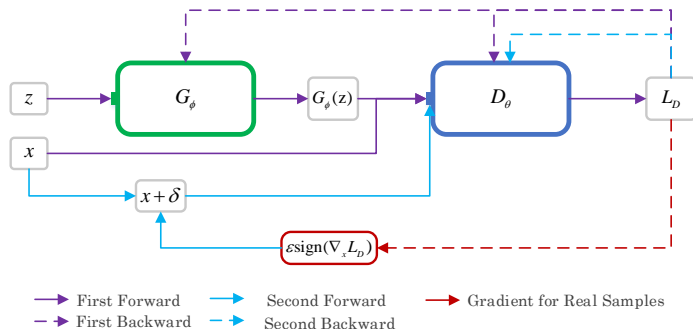 z
G_ϕ
G_ϕ(z)
D_θ
L_D
x
x + δ
εsign(∇_x L_D)
First Forward
Second Forward
Gradient for Real Samples
First Backward
Second Backward